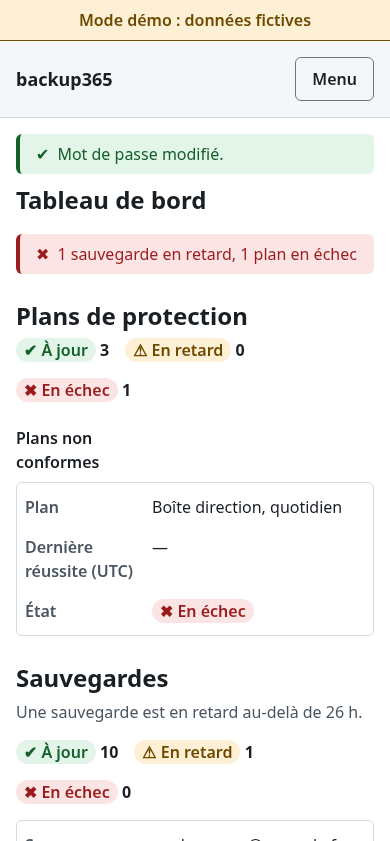 Mode démo : données fictives
backup365
Menu
✔ Mot de passe modifié.
Tableau de bord
✖ 1 sauvegarde en retard, 1 plan en échec
Plans de protection
✔ À jour 3 ⚠ En retard 0
✖ En échec 1
Plans non
conformes
Plan Boîte direction, quotidien
Dernière —
réussite (UTC)
État ✖ En échec
Sauvegardes
Une sauvegarde est en retard au-delà de 26 h.
✔ À jour 10 ⚠ En retard 1
✖ En échec 0